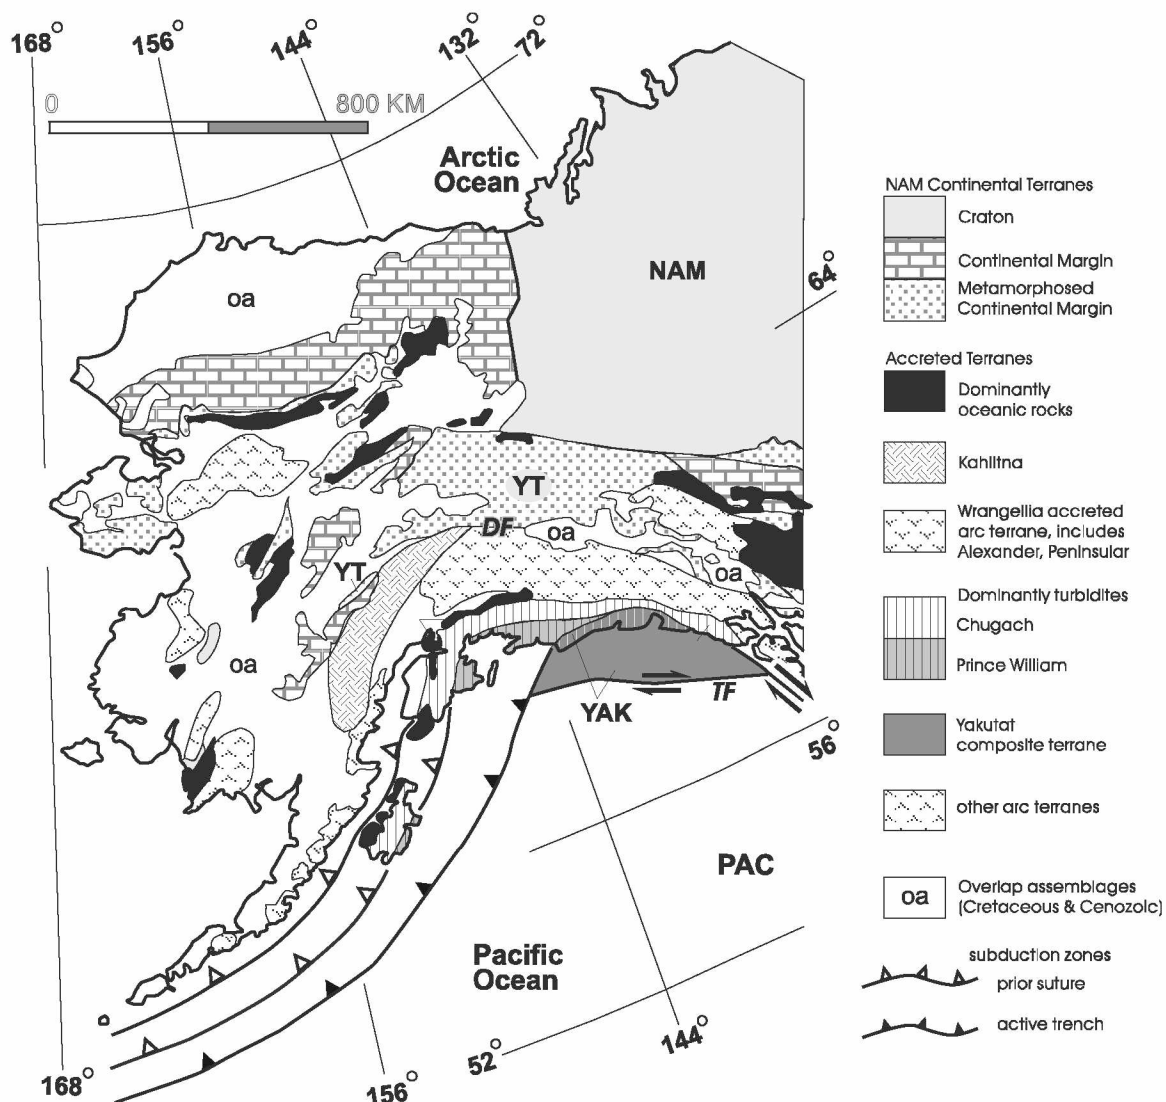 168°
156°
144°
132°
72°
0
800 KM
Arctic
Ocean
NAM
64°
oa
YT
DF
oa
oa
YT
oa
YAK
TF
56°
PAC
Pacific
Ocean
52°
144°
156°
168°
NAM Continental Terranes
Craton
Continental Margin
Metamorphosed
Continental Margin
Accreted Terranes
Dominantly
oceanic rocks
Kahiltna
Wrangellia accreted
arc terrane, includes
Alexander, Peninsular
Dominantly turbidites
Chugach
Prince William
Yakutat
composite terrane
other arc terranes
oa
Overlap assemblages
(Cretaceous & Cenozoic)
subduction zones
prior suture
active trench